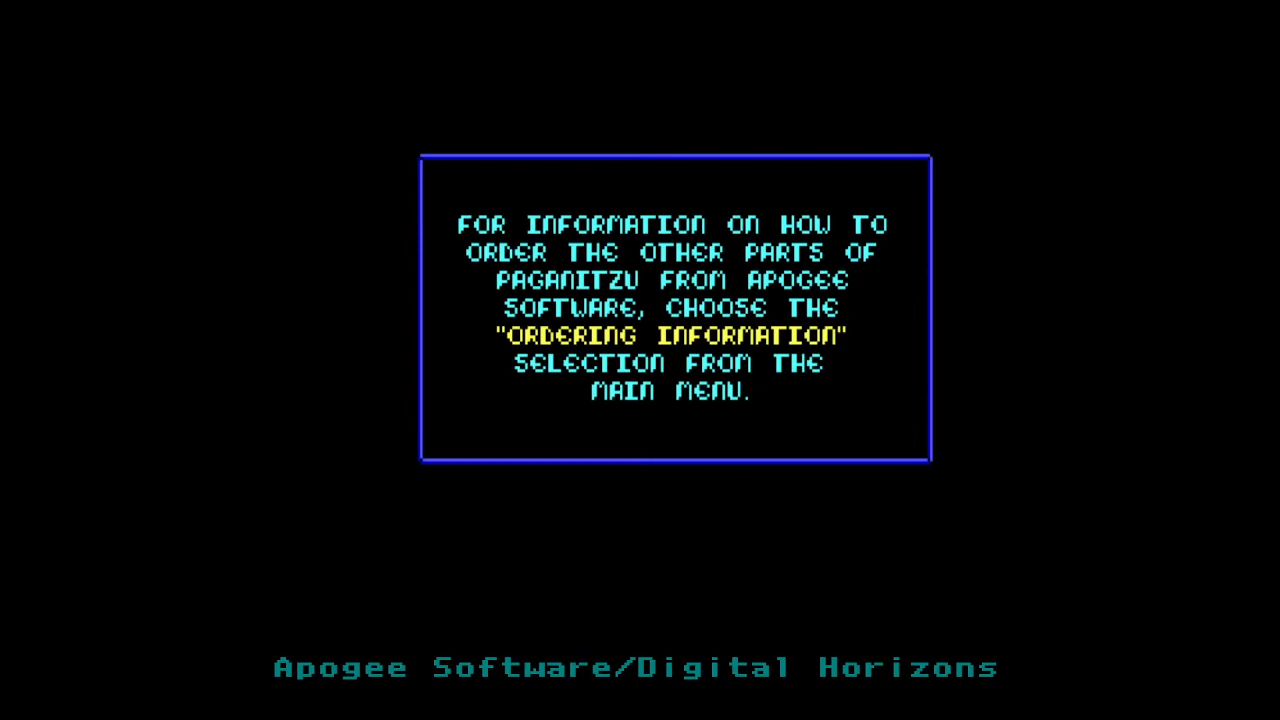 FOR INFORMATION ON HOW TO
ORDER THE OTHER PARTS OF
PAGANITZU FROM APOGEE
SOFTWARE, CHOOSE THE
"ORDERING INFORMATION"
SELECTION FROM THE
MAIN MENU.
Apogee Software/Digital Horizons